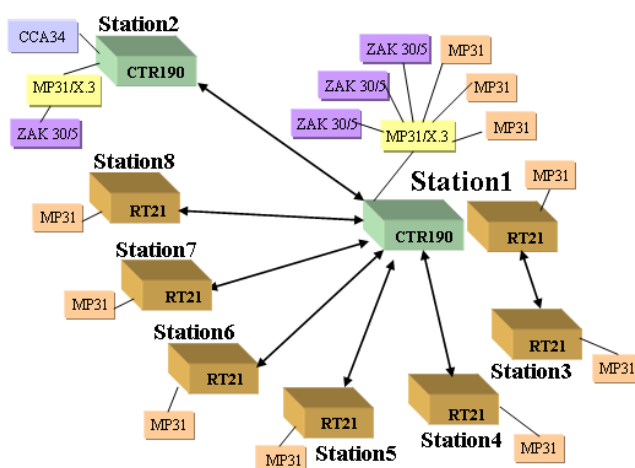 Station2
CCA34
CTR190
MP31/X.3
ZAK 30/5
ZAK 30/5
MP31
ZAK 30/5
MP31
ZAK 30/5
MP31/X.3
MP31
Station8
MP31
RT21
Station1
CTR190
MP31
RT21
Station7
MP31
RT21
Station6
RT21
MP31
RT21
Station3
MP31
RT21
Station5
MP31
RT21
Station4
MP31